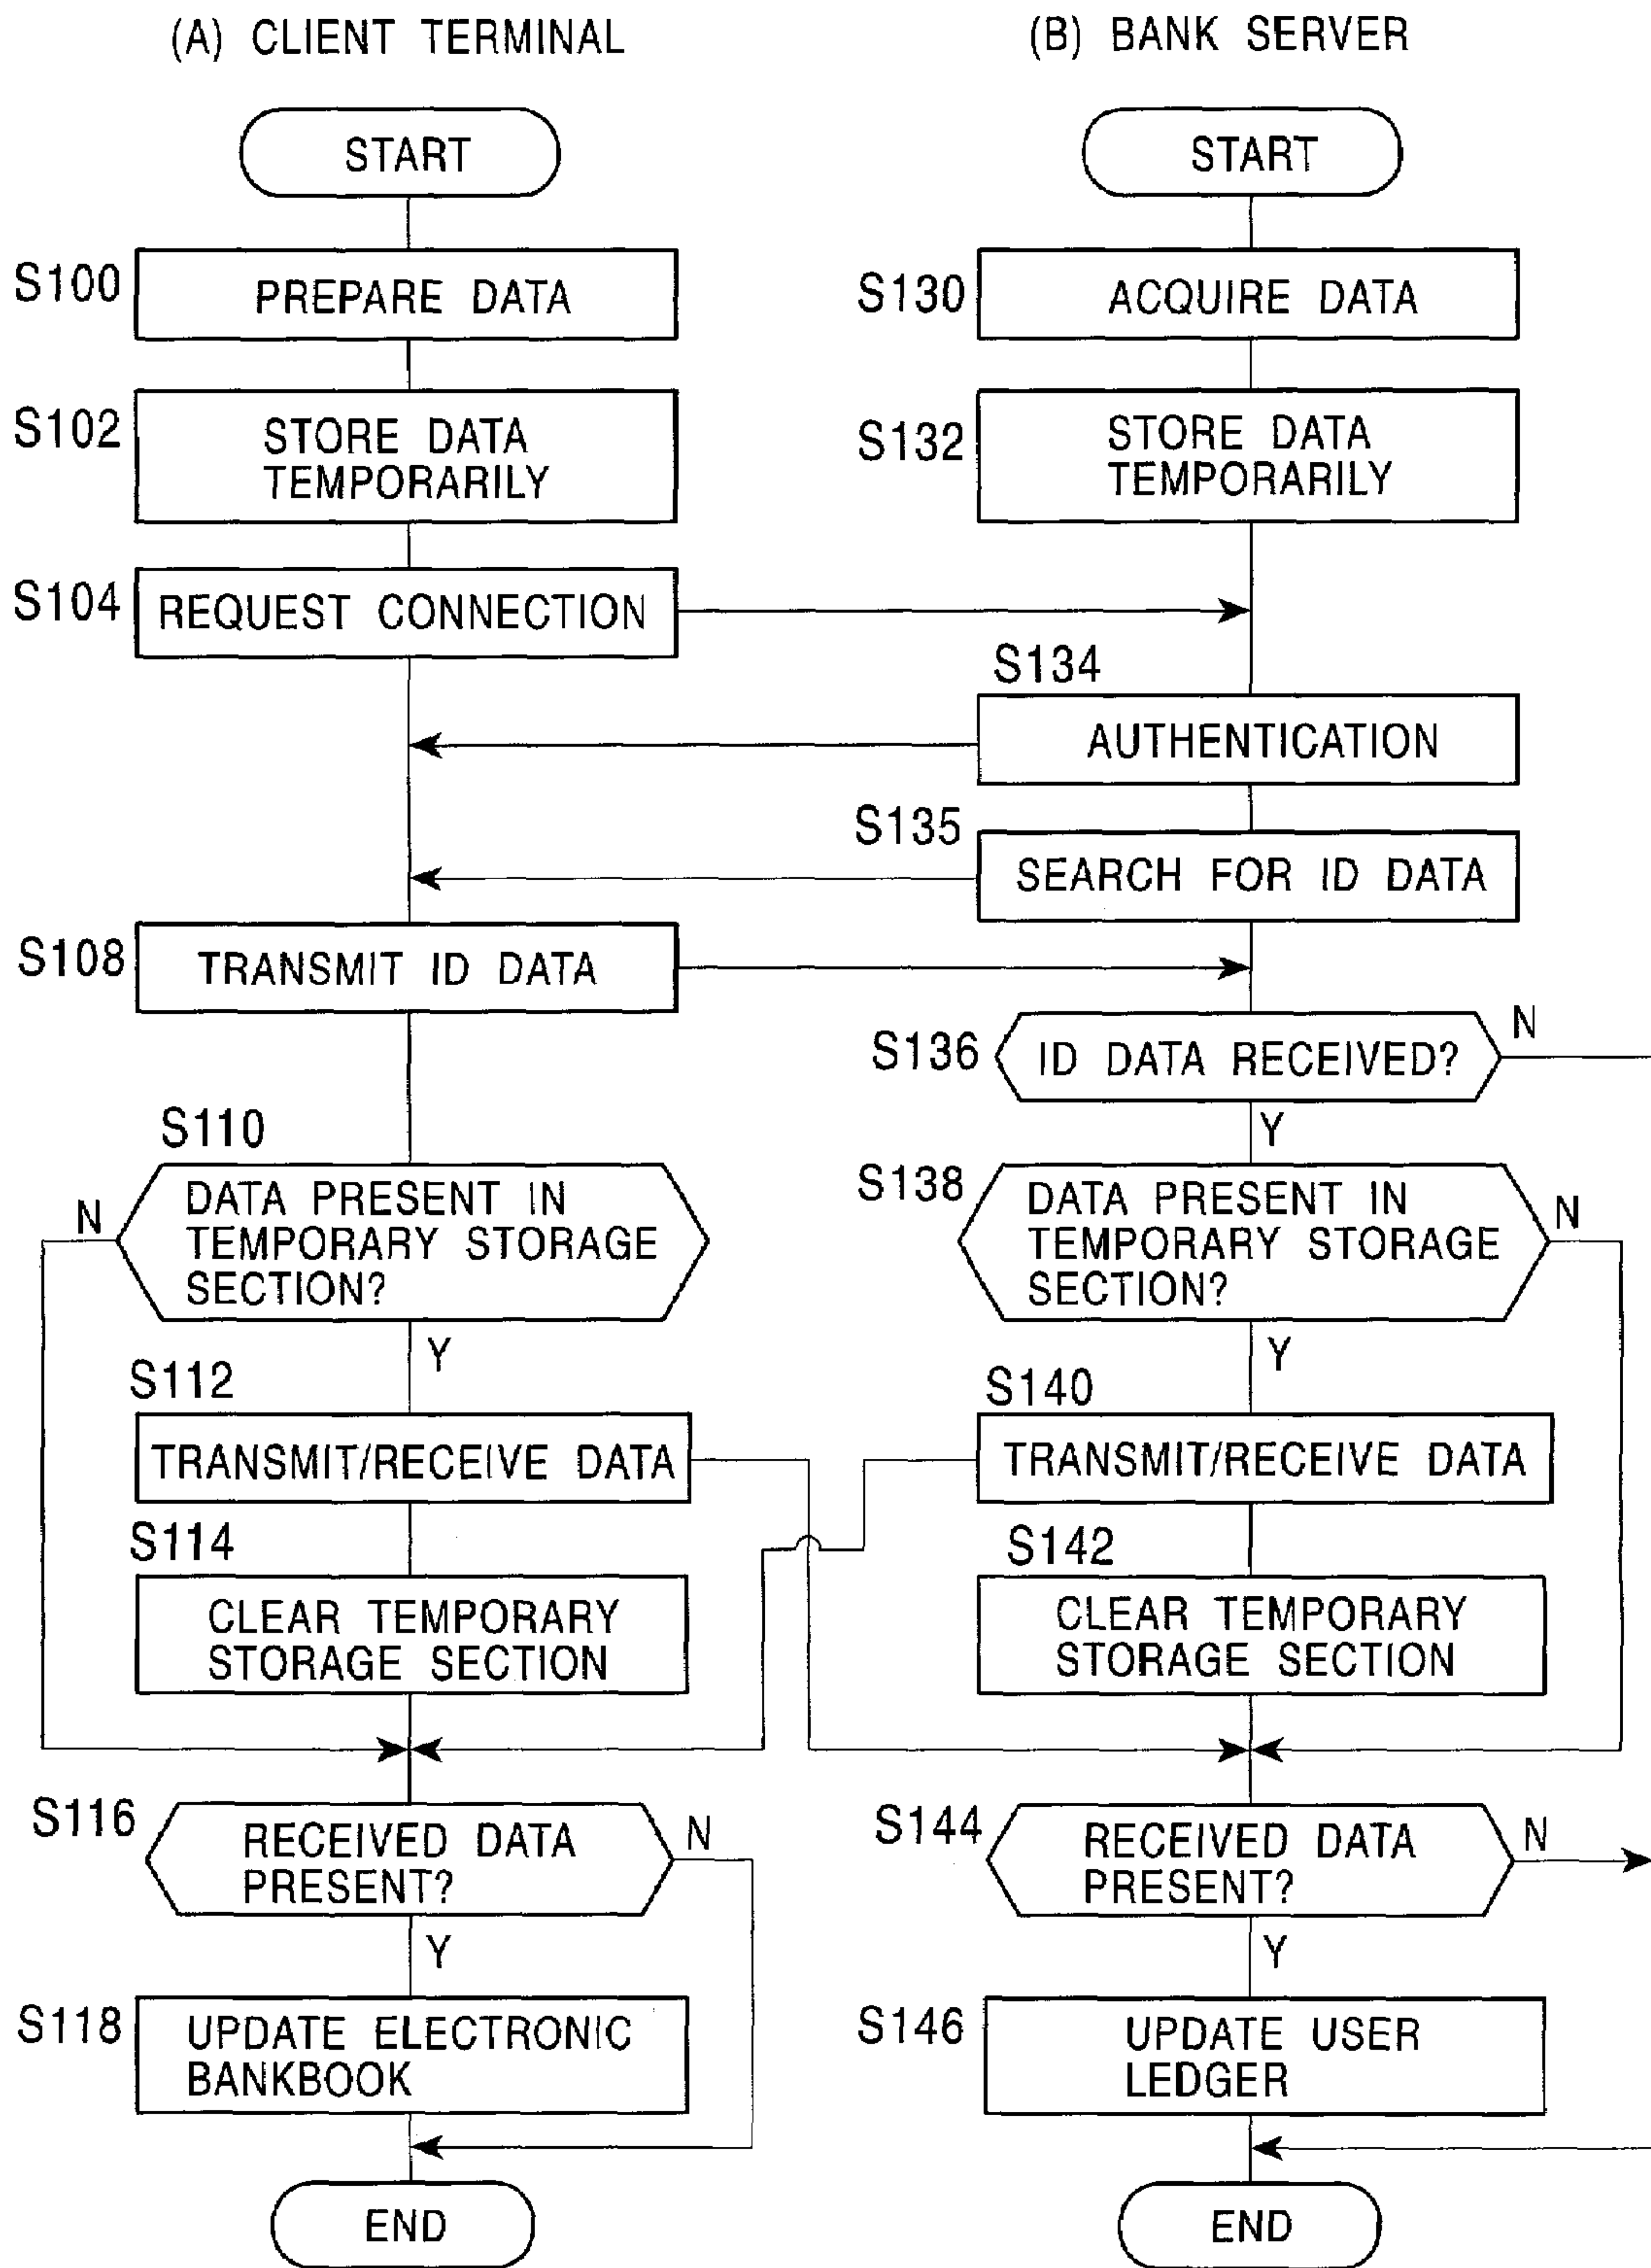 (A) CLIENT TERMINAL
(B) BANK SERVER
START
START
S100
PREPARE DATA
S130
ACQUIRE DATA
S102
STORE DATA
TEMPORARILY
S132
STORE DATA
TEMPORARILY
S104
REQUEST CONNECTION
S134
AUTHENTICATION
S135
SEARCH FOR ID DATA
S108
TRANSMIT ID DATA
S136
ID DATA RECEIVED?
N
Y
S110
DATA PRESENT IN
TEMPORARY STORAGE
SECTION?
N
Y
S138
DATA PRESENT IN
TEMPORARY STORAGE
SECTION?
N
Y
S112
TRANSMIT/RECEIVE DATA
S140
TRANSMIT/RECEIVE DATA
S114
CLEAR TEMPORARY
STORAGE SECTION
S142
CLEAR TEMPORARY
STORAGE SECTION
S116
RECEIVED DATA
PRESENT?
N
Y
S144
RECEIVED DATA
PRESENT?
N
Y
S118
UPDATE ELECTRONIC
BANKBOOK
S146
UPDATE USER
LEDGER
END
END